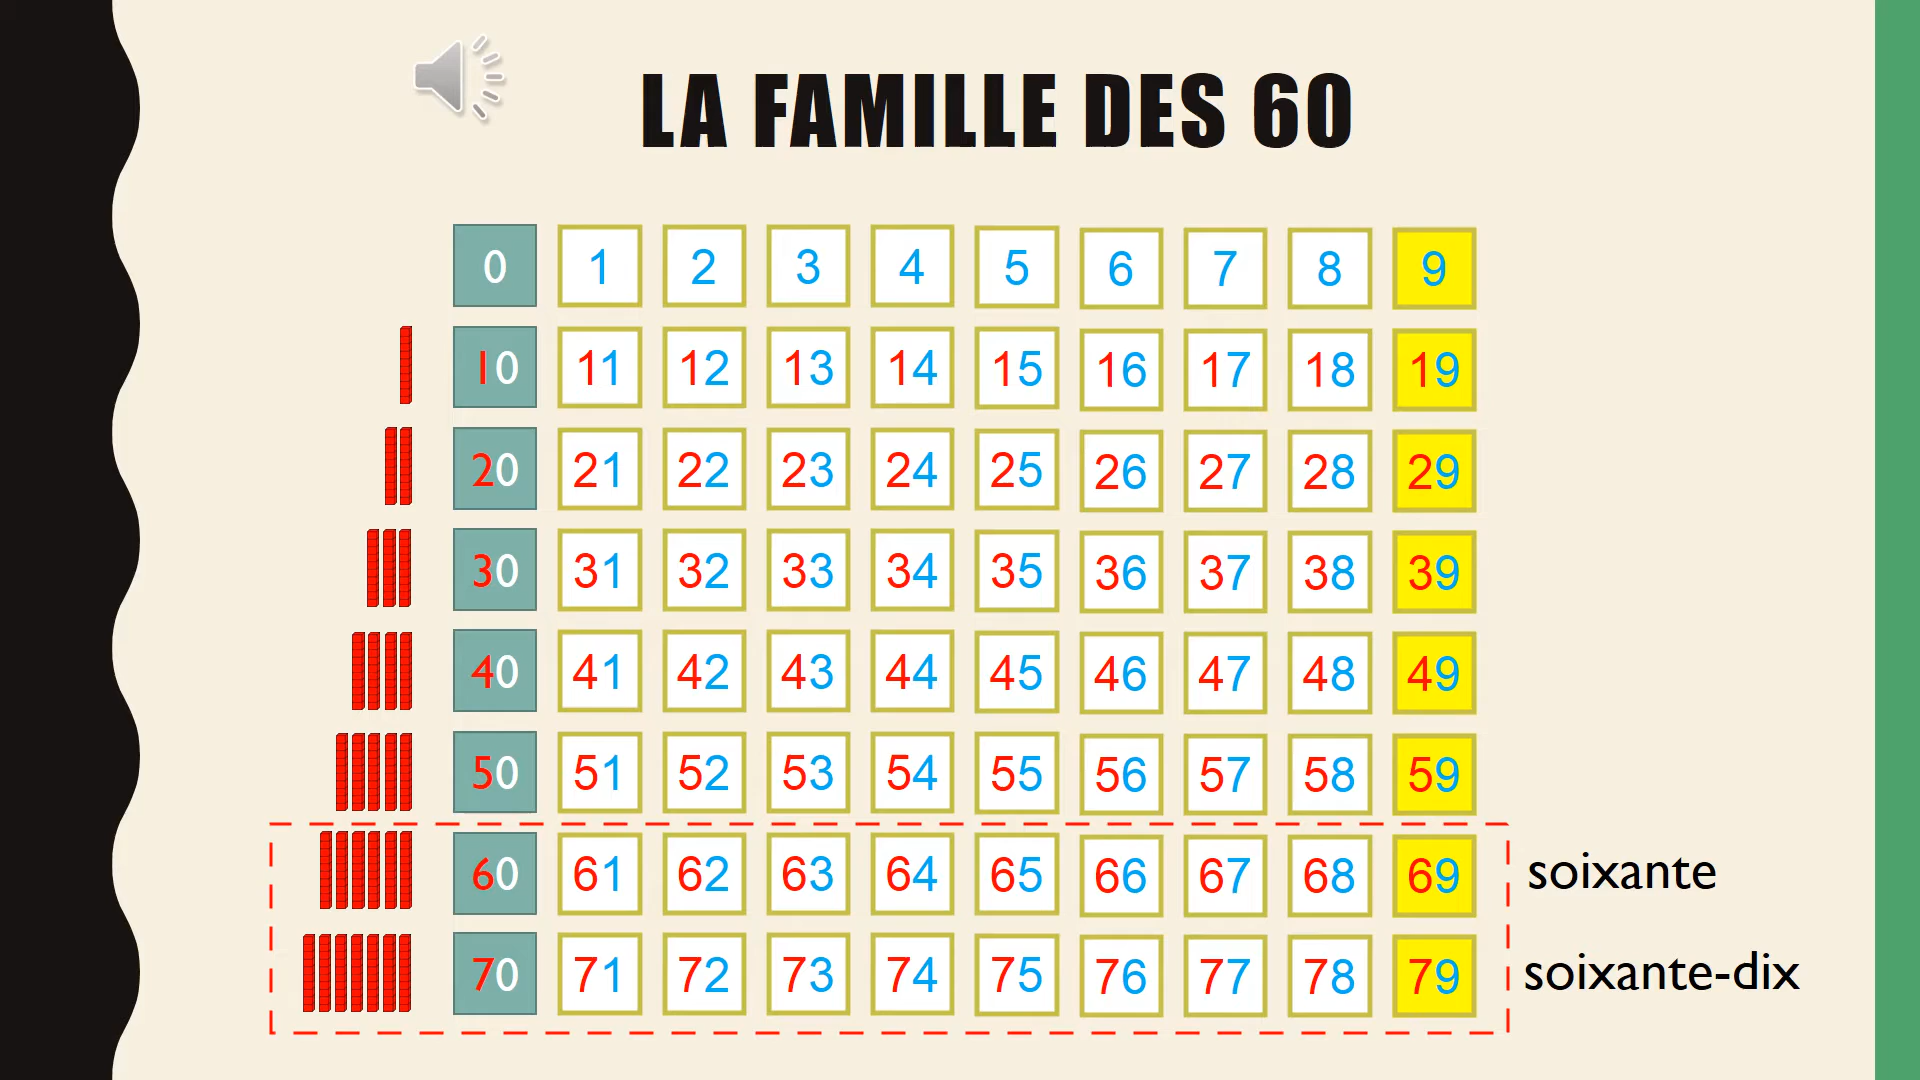 LA FAMILLE DES 60
0 1 2 3 4 5 6 7 8 9
10 11 12 13 14 15 16 17 18 19
20 21 22 23 24 25 26 27 28 29
30 31 32 33 34 35 36 37 38 39
40 41 42 43 44 45 46 47 48 49
50 51 52 53 54 55 56 57 58 59
60 61 62 63 64 65 66 67 68 69 soixante
70 71 72 73 74 75 76 77 78 79 soixante-dix